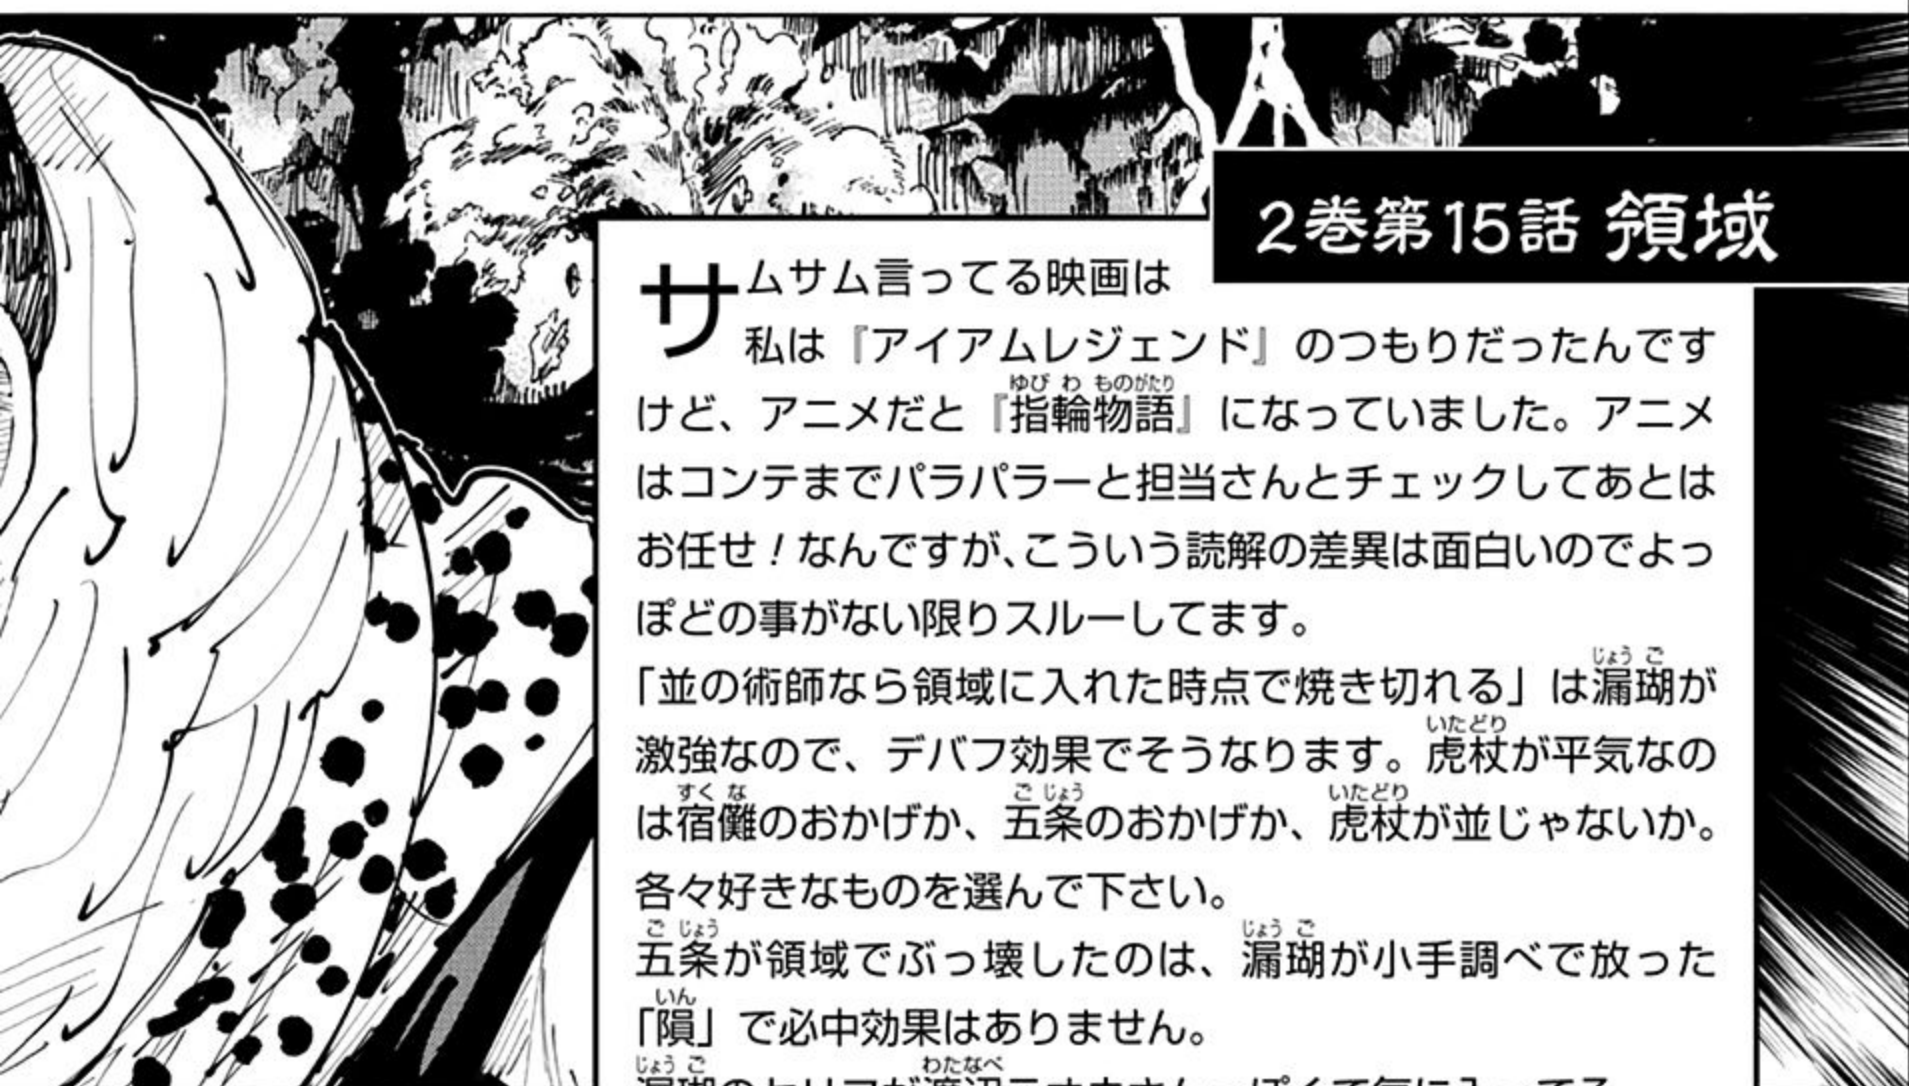 2巻第15話 領域
サムサム言ってる映画は
私は『アイアムレジェンド』のつもりだったんです
けど、アニメだと『指輪物語』になっていました。アニメ
はコンテまでパラパラーと担当さんとチェックしてあとは
お任せ！なんですが、こういう読解の差異は面白いのでよっ
ぽどの事がない限りスルーしてます。
「並の術師なら領域に入れた時点で焼き切れる」は漏瑚が
激強なので、デバフ効果でそうなります。虎杖が平気なの
は宿儺のおかげか、五条のおかげか、虎杖が並じゃないか。
各々好きなものを選んで下さい。
五条が領域でぶっ壊したのは、漏瑚が小手調べで放った
「隕」で必中効果はありません。